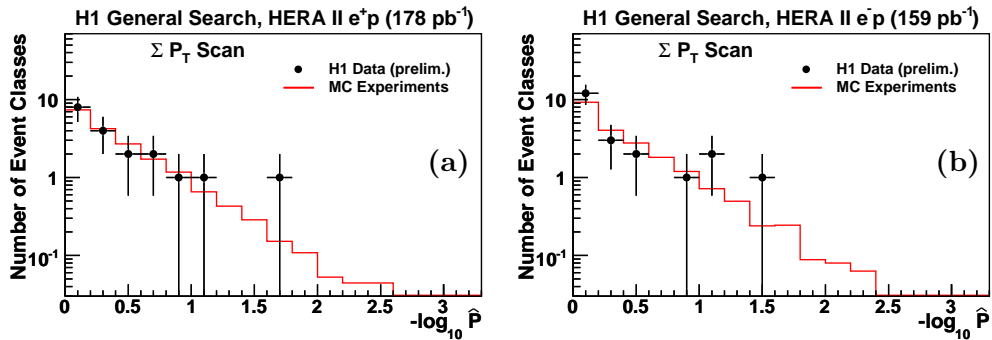 H1 General Search, HERA II e⁺p (178 pb⁻¹)
Number of Event Classes
Σ P_T Scan
H1 Data (prelim.)
MC Experiments
(a)
10
1
10⁻¹
0 0.5 1 1.5 2 2.5 3
-log₁₀ P̂
H1 General Search, HERA II e⁻p (159 pb⁻¹)
Number of Event Classes
Σ P_T Scan
H1 Data (prelim.)
MC Experiments
(b)
10
1
10⁻¹
0 0.5 1 1.5 2 2.5 3
-log₁₀ P̂